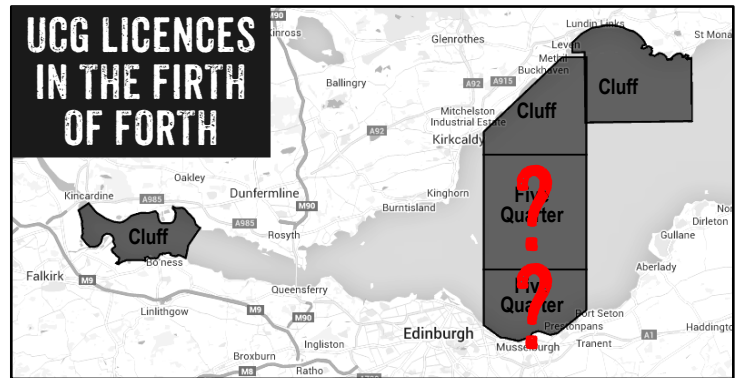 UCG LICENCES
IN THE FIRTH
OF FORTH
M90
Kinross
Glenrothes
Lundin Links
Leven
St Mona
Methil
Buckhaven
Ballingry
A92
A915
Cluff
Cluff
Mitchelston
Industrial Estate
A92
Kirkcaldy
Oakley
Kincardine
A985
Dunfermline
Kinghorn
?
Five
Quarter
M90
Burntisland
A985
Cluff
Rosyth
Dirleton
Gullane
Bo'ness
Aberlady
Falkirk
M9
Queensferry
?
Five
Quarter
Linlithgow
M9
M90
Port Seton
Prestonpans
Edinburgh
A1
Haddingto
Ingliston
Musselburgh
Tranent
Broxburn
M8
Ratho